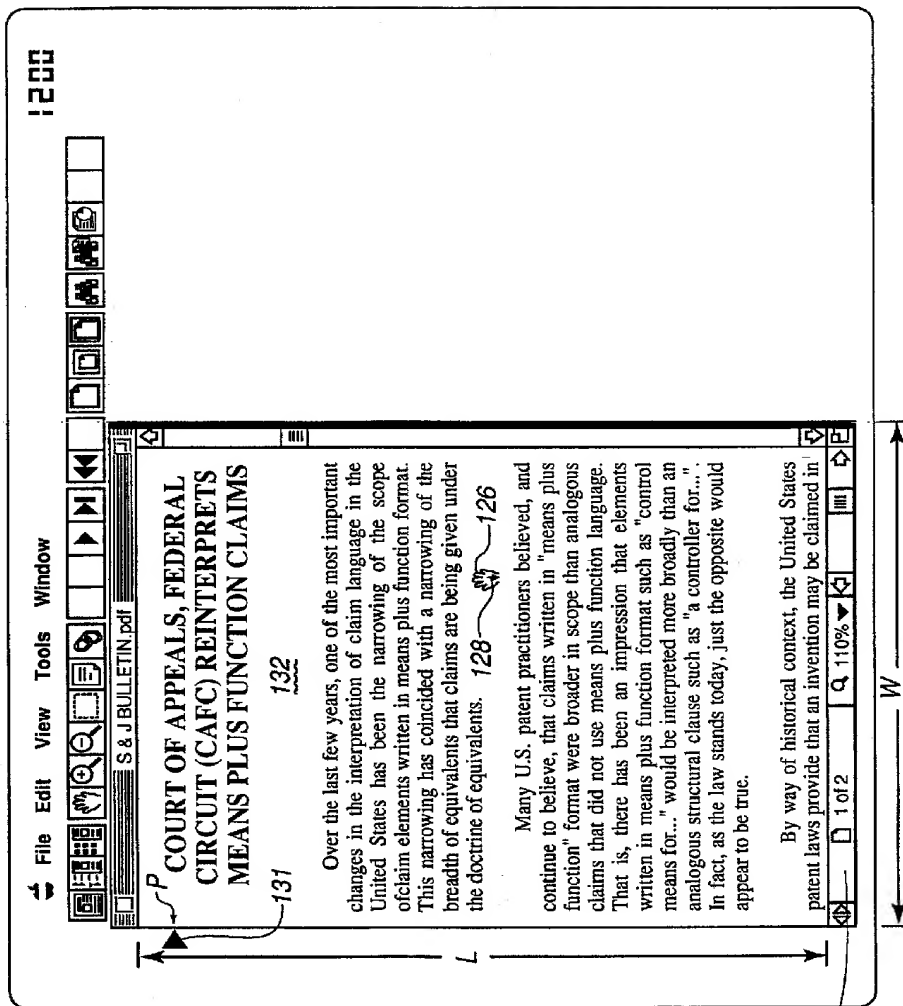 1200
File Edit View Tools Window
S & J BULLETIN.pdf
P
COURT OF APPEALS, FEDERAL
CIRCUIT (CAFC) REINTERPRETS
MEANS PLUS FUNCTION CLAIMS
131
132
Over the last few years, one of the most important
changes in the interpretation of claim language in the
United States has been the narrowing of the scope
ofclaim elements written in means plus function format.
This narrowing has coincided with a narrowing of the
breadth of equivalents that claims are being given under
the doctrine of equivalents. 128 126
Many U.S. patent practitioners believed, and
continue to believe, that claims written in "means plus
function" format were broader in scope than analogous
claims that did not use means plus function language.
That is, there has been an impression that elements
written in means plus function format such as "control
means for..." would be interpreted more broadly than an
analogous structural clause such as "a controller for...".
In fact, as the law stands today, just the opposite would
appear to be true.
By way of historical context, the United States
patent laws provide that an invention may be claimed in
1 of 2 110%
L
W